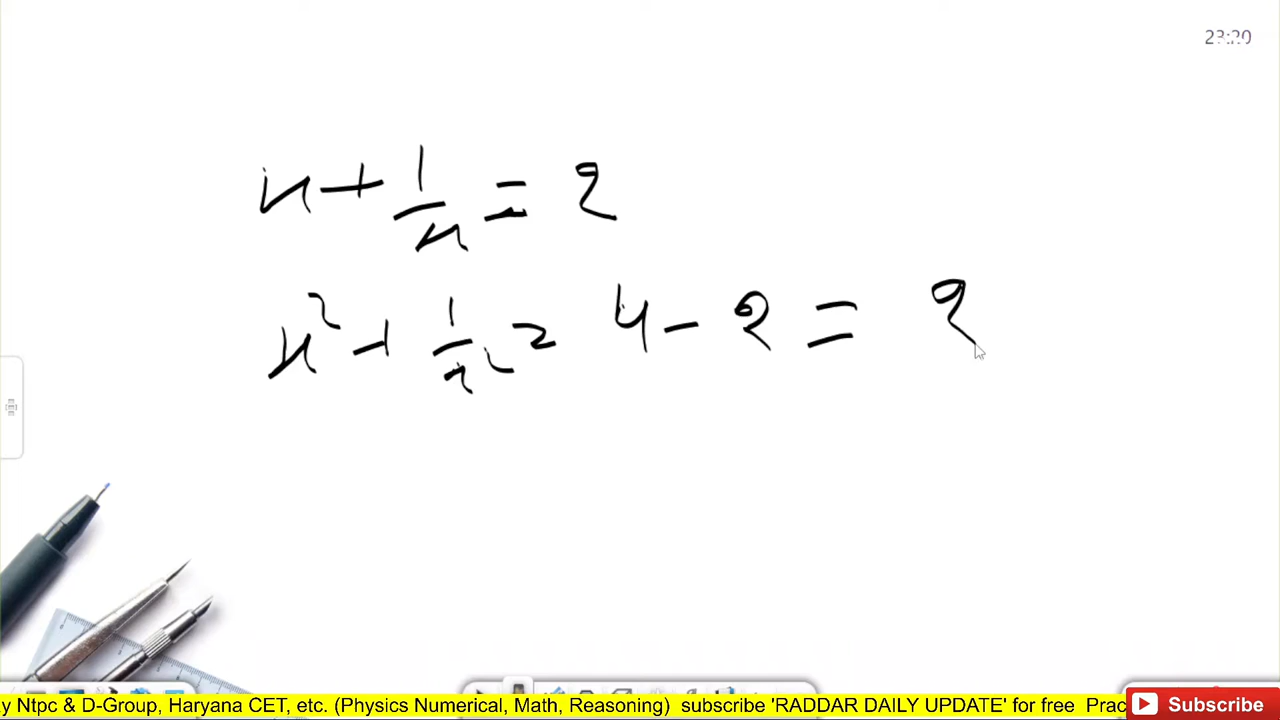 23:20
x + 1/x = 2
x² + 1/x² = 4 - 2 = 2
y Ntpc & D-Group, Haryana CET, etc. (Physics Numerical, Math, Reasoning) subscribe 'RADDAR DAILY UPDATE' for free Prac
Subscribe